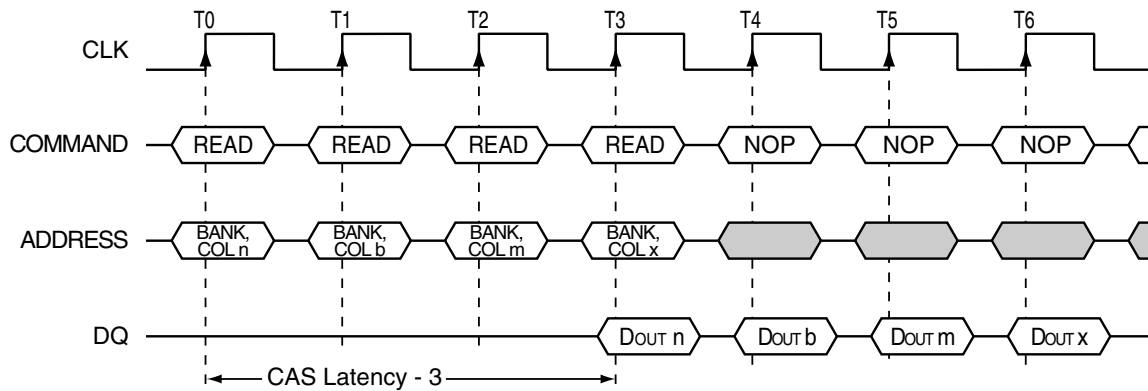 T0 T1 T2 T3 T4 T5 T6
CLK
COMMAND READ READ READ READ NOP NOP NOP
ADDRESS BANK, COL n BANK, COL b BANK, COL m BANK, COL x
DQ DOUT n DOUT b DOUT m DOUT x
CAS Latency - 3